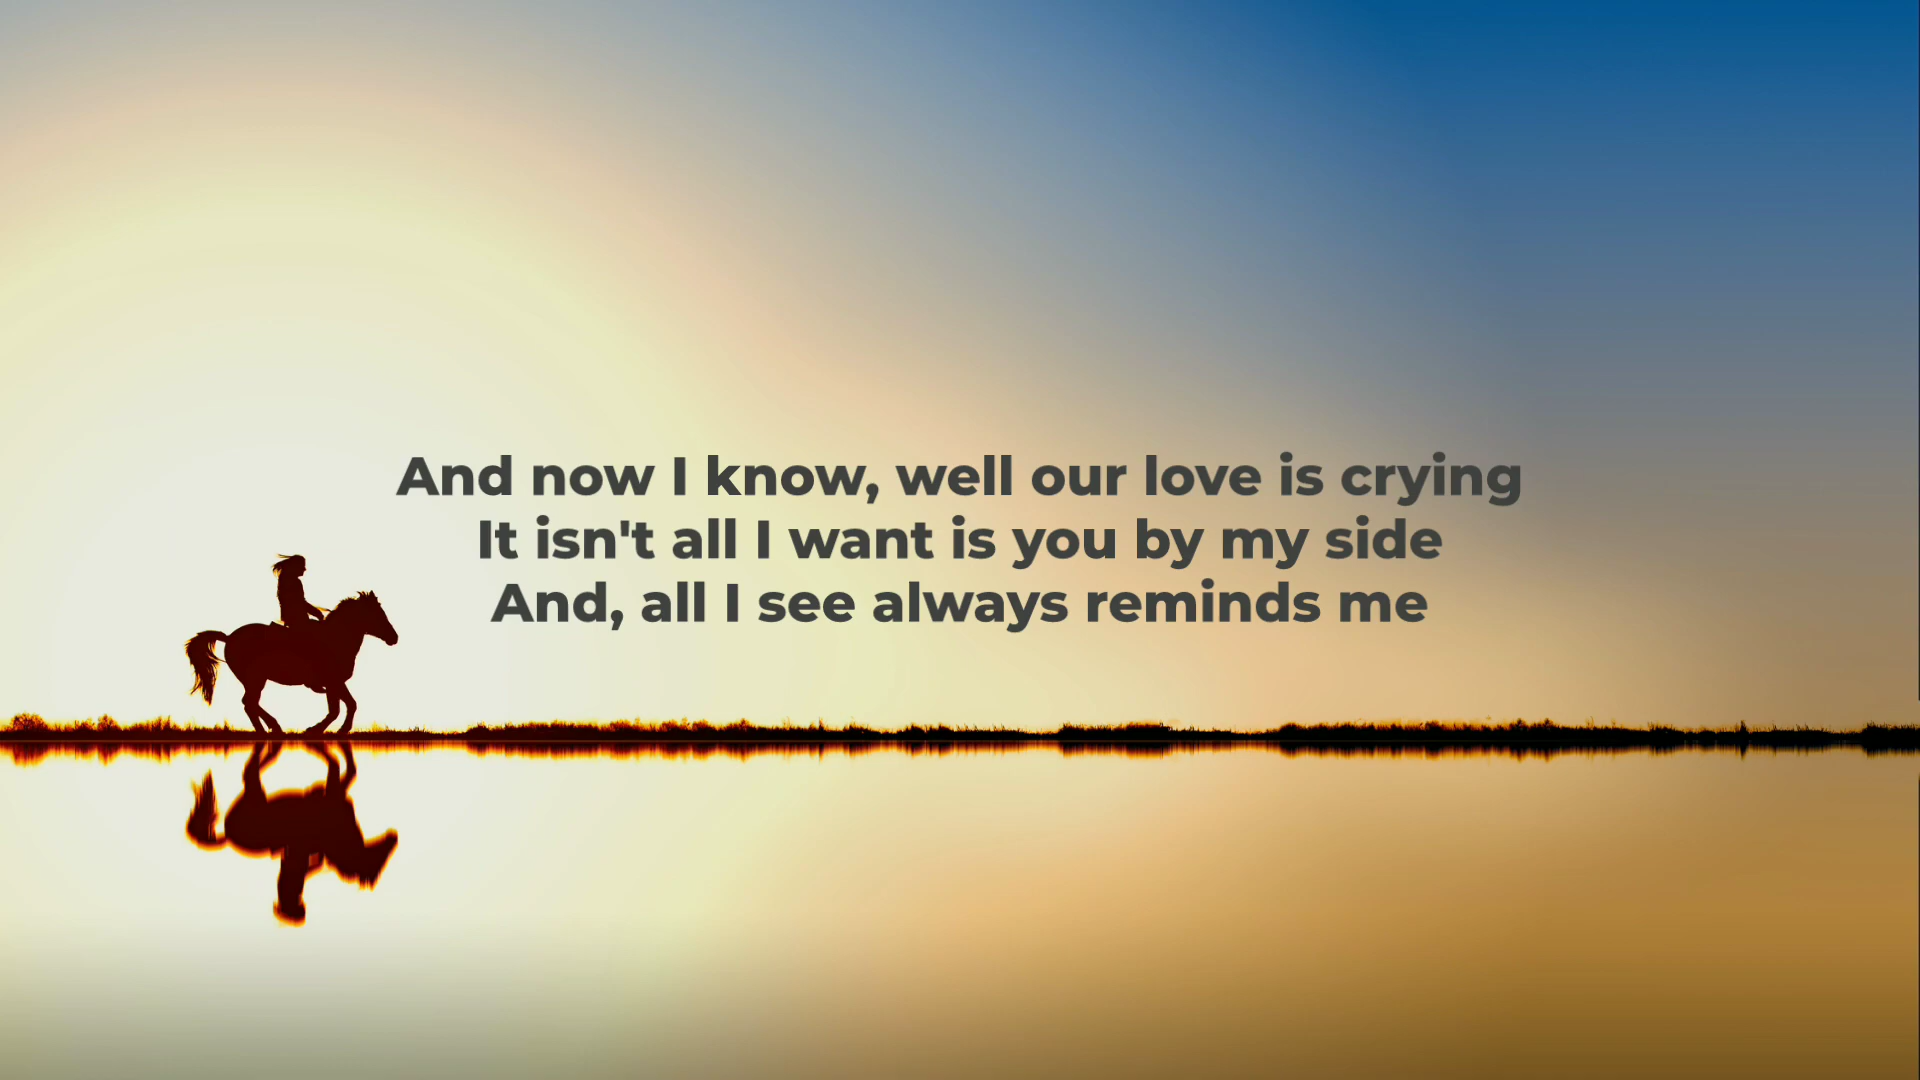 And now I know, well our love is crying
It isn't all I want is you by my side
And, all I see always reminds me